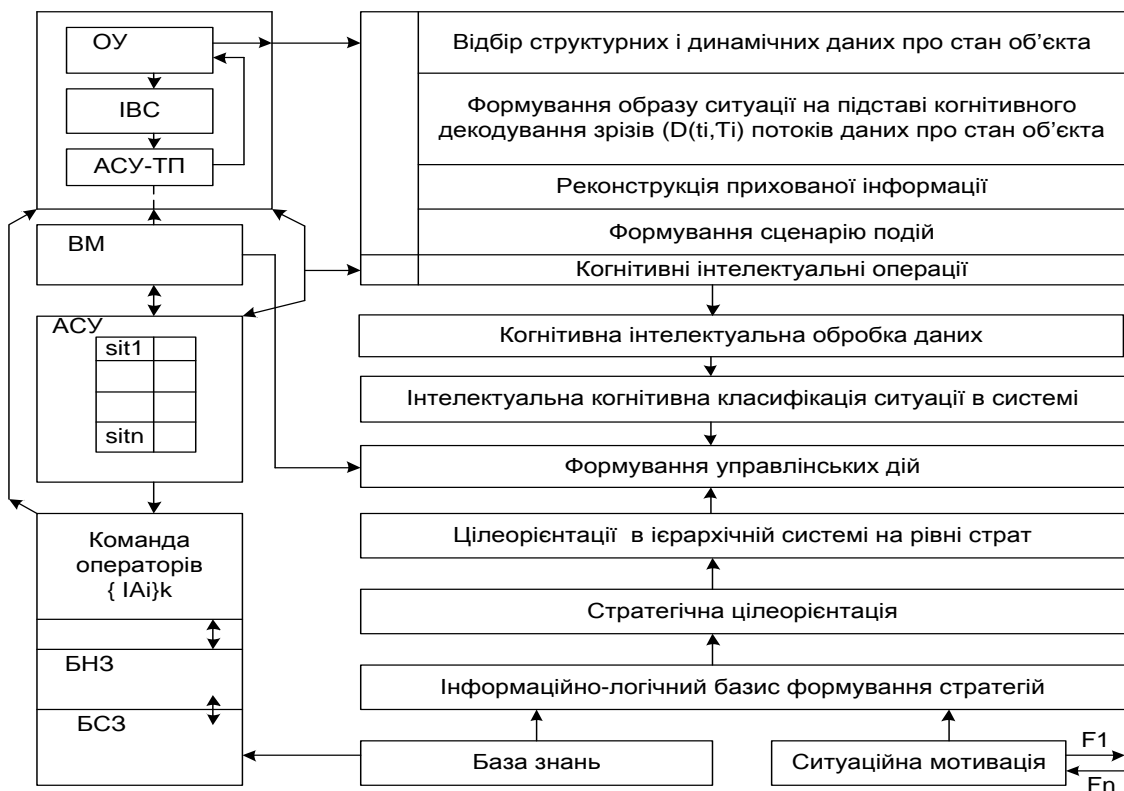 ОУ
ІВС
АСУ-ТП
ВМ
АСУ
sit1
sitn
Команда
операторів
{ IAi}k
БНЗ
БСЗ
Відбір структурних і динамічних даних про стан об’єкта
Формування образу ситуації на підставі когнітивного
декодування зрізів (D(ti,Ti) потоків даних про стан об’єкта
Реконструкція прихованої інформації
Формування сценарію подій
Когнітивні інтелектуальні операції
Когнітивна інтелектуальна обробка даних
Інтелектуальна когнітивна класифікація ситуації в системі
Формування управлінських дій
Цілеорієнтації в ієрархічній системі на рівні страт
Стратегічна цілеорієнтація
Інформаційно-логічний базис формування стратегій
База знань
Ситуаційна мотивація
F1
Fn